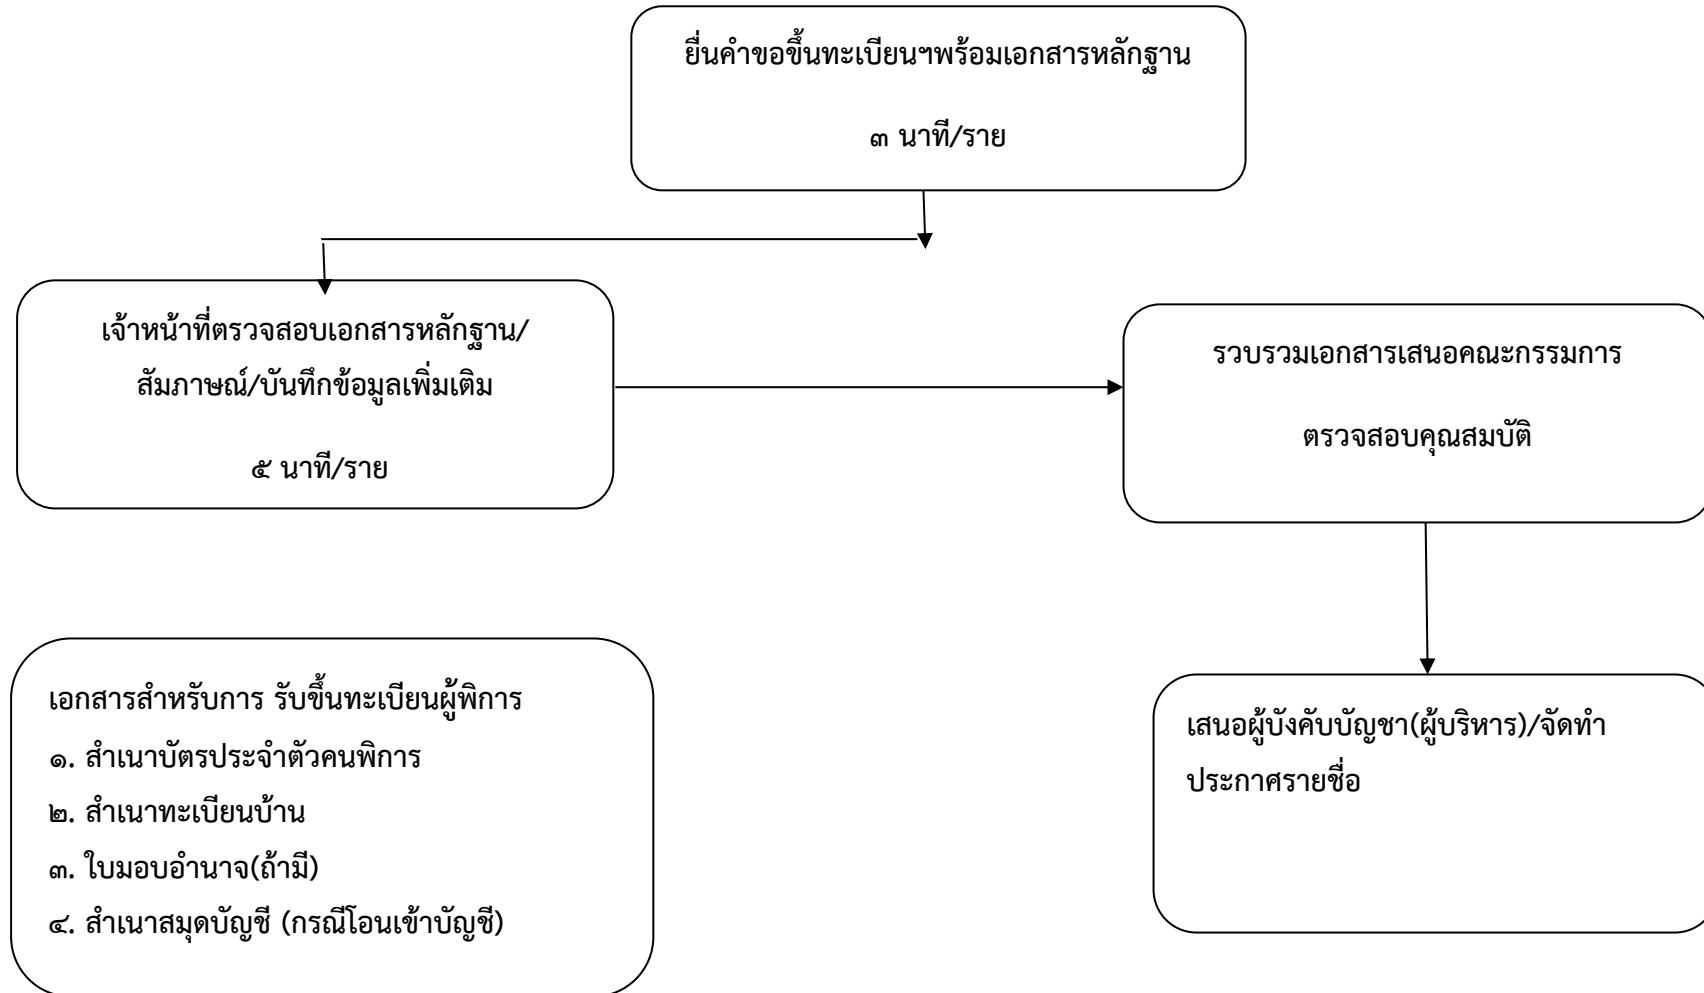 ยื่นคำขอขึ้นทะเบียนฯพร้อมเอกสารหลักฐาน
๓ นาที/ราย
เจ้าหน้าที่ตรวจสอบเอกสารหลักฐาน/
สัมภาษณ์/บันทึกข้อมูลเพิ่มเติม
๕ นาที/ราย
รวบรวมเอกสารเสนอคณะกรรมการ
ตรวจสอบคุณสมบัติ
เอกสารสำหรับการ รับขึ้นทะเบียนผู้พิการ
๑. สำเนาบัตรประจำตัวคนพิการ
๒. สำเนาทะเบียนบ้าน
๓. ใบมอบอำนาจ(ถ้ามี)
๔. สำเนาสมุดบัญชี (กรณีโอนเข้าบัญชี)
เสนอผู้บังคับบัญชา(ผู้บริหาร)/จัดทำ
ประกาศรายชื่อ